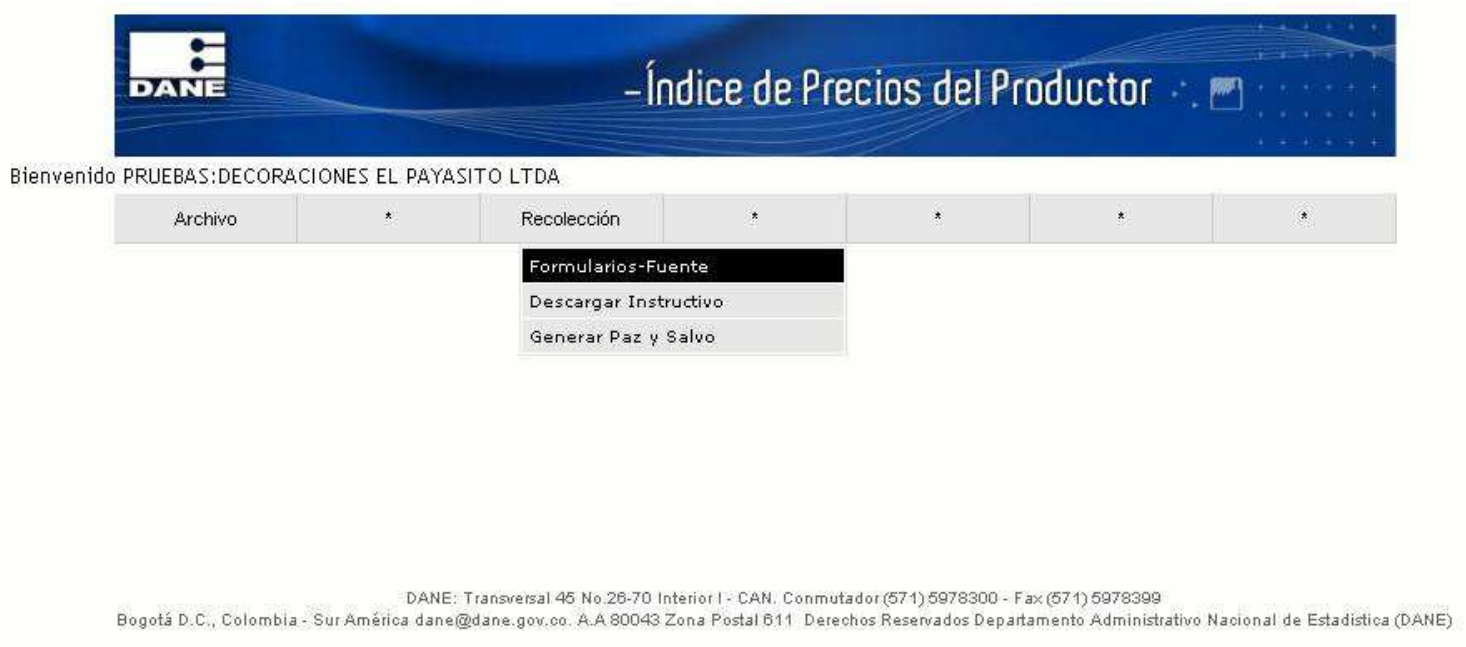 DANE
-Índice de Precios del Productor
Bienvenido PRUEBAS:DECORACIONES EL PAYASITO LTDA
Archivo * Recolección * * * *
Formularios-Fuente
Descargar Instructivo
Generar Paz y Salvo
DANE: Transversal 45 No.26-70 Interior I - CAN. Conmutador (571) 5978300 - Fax (571) 5978399
Bogotá D.C., Colombia - Sur América dane@dane.gov.co. A.A 80043 Zona Postal 611 Derechos Reservados Departamento Administrativo Nacional de Estadistica (DANE)